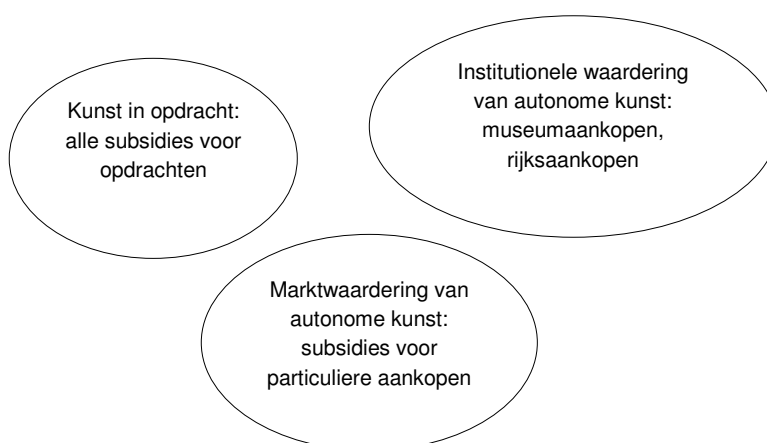 Kunst in opdracht:
alle subsidies voor
opdrachten
Institutionele waardering
van autonome kunst:
museumaankopen,
rijksaankopen
Marktwaardering van
autonome kunst:
subsidies voor
particuliere aankopen